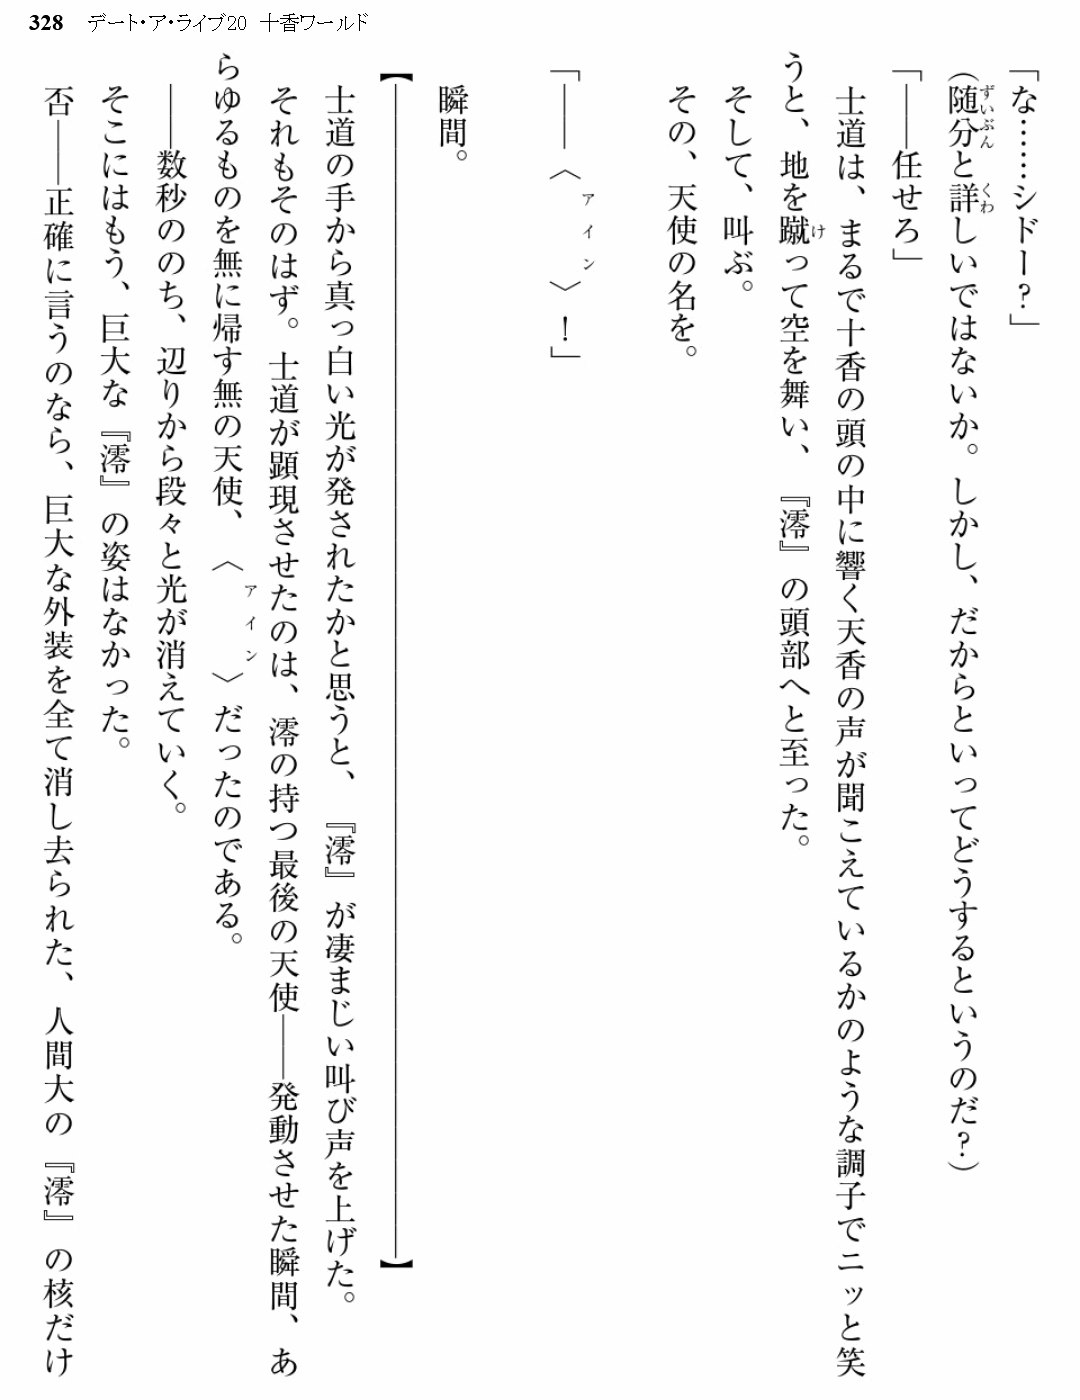 328 デート・ア・ライブ20 十香ワールド
「な……シドー？」
（随分と詳しいではないか。しかし、だからといってどうするというのだ？）
「――任せろ」
　士道は、まるで十香の頭の中に響く天香の声が聞こえているかのような調子でニッと笑
うと、地を蹴って空を舞い、『澪』の頭部へと至った。
　そして、叫ぶ。
　その、天使の名を。
「――〈アイン〉！」
　瞬間。
【――――――――――――――――――――】
　士道の手から真っ白い光が発されたかと思うと、『澪』が凄まじい叫び声を上げた。
　それもそのはず。士道が顕現させたのは、澪の持つ最後の天使――発動させた瞬間、あ
らゆるものを無に帰す無の天使、〈アイン〉だったのである。
　――数秒ののち、辺りから段々と光が消えていく。
　そこにはもう、巨大な『澪』の姿はなかった。
　否――正確に言うのなら、巨大な外装を全て消し去られた、人間大の『澪』の核だけ